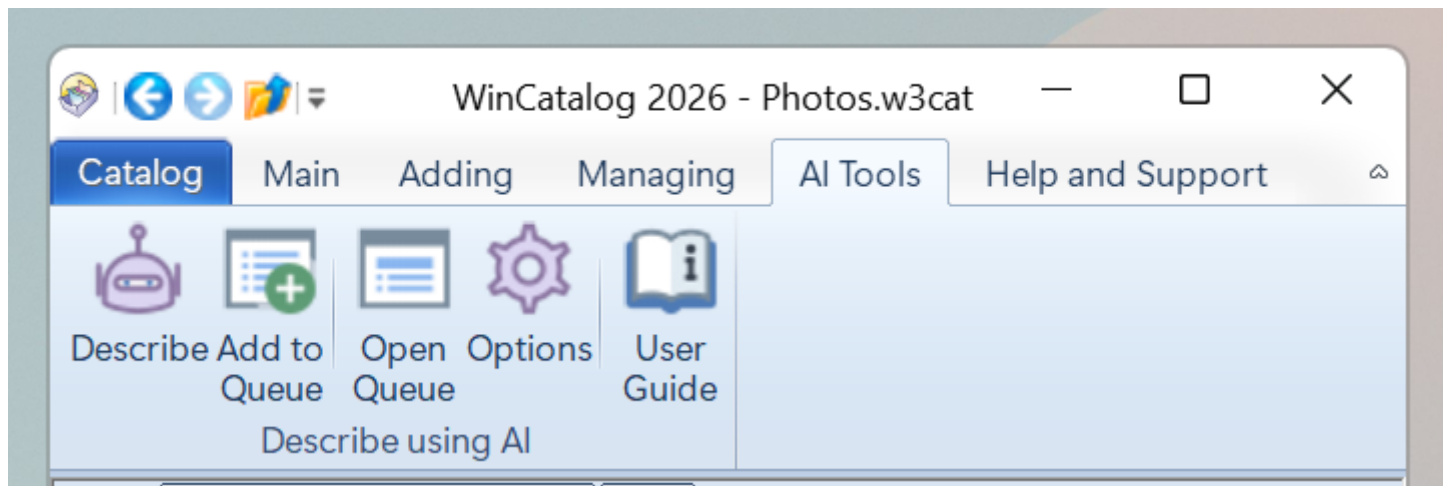 WinCatalog 2026 - Photos.w3cat
Catalog Main Adding Managing AI Tools Help and Support
Describe Add to Queue Open Queue Options User Guide
Describe using AI